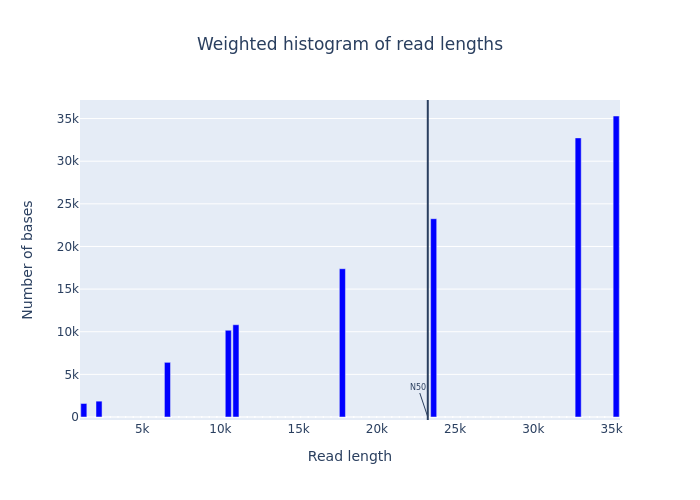 Weighted histogram of read lengths
35k
30k
25k
20k
15k
10k
5k
0
Number of bases
N50
5k 10k 15k 20k 25k 30k 35k
Read length